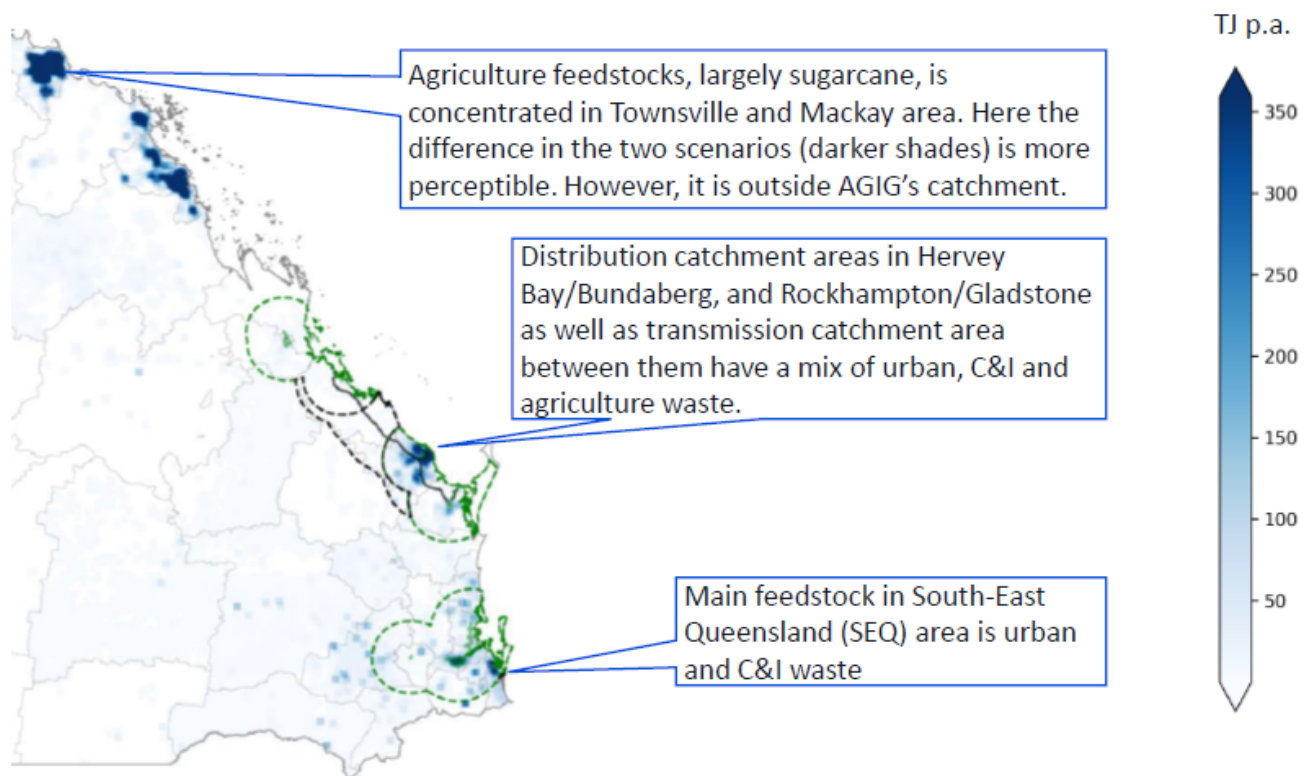 TJ p.a.
Agriculture feedstocks, largely sugarcane, is
concentrated in Townsville and Mackay area. Here the
difference in the two scenarios (darker shades) is more
perceptible. However, it is outside AGIG's catchment.
Distribution catchment areas in Hervey
Bay/Bundaberg, and Rockhampton/Gladstone
as well as transmission catchment area
between them have a mix of urban, C&I and
agriculture waste.
Main feedstock in South-East
Queensland (SEQ) area is urban
and C&I waste
350
300
250
200
150
100
50